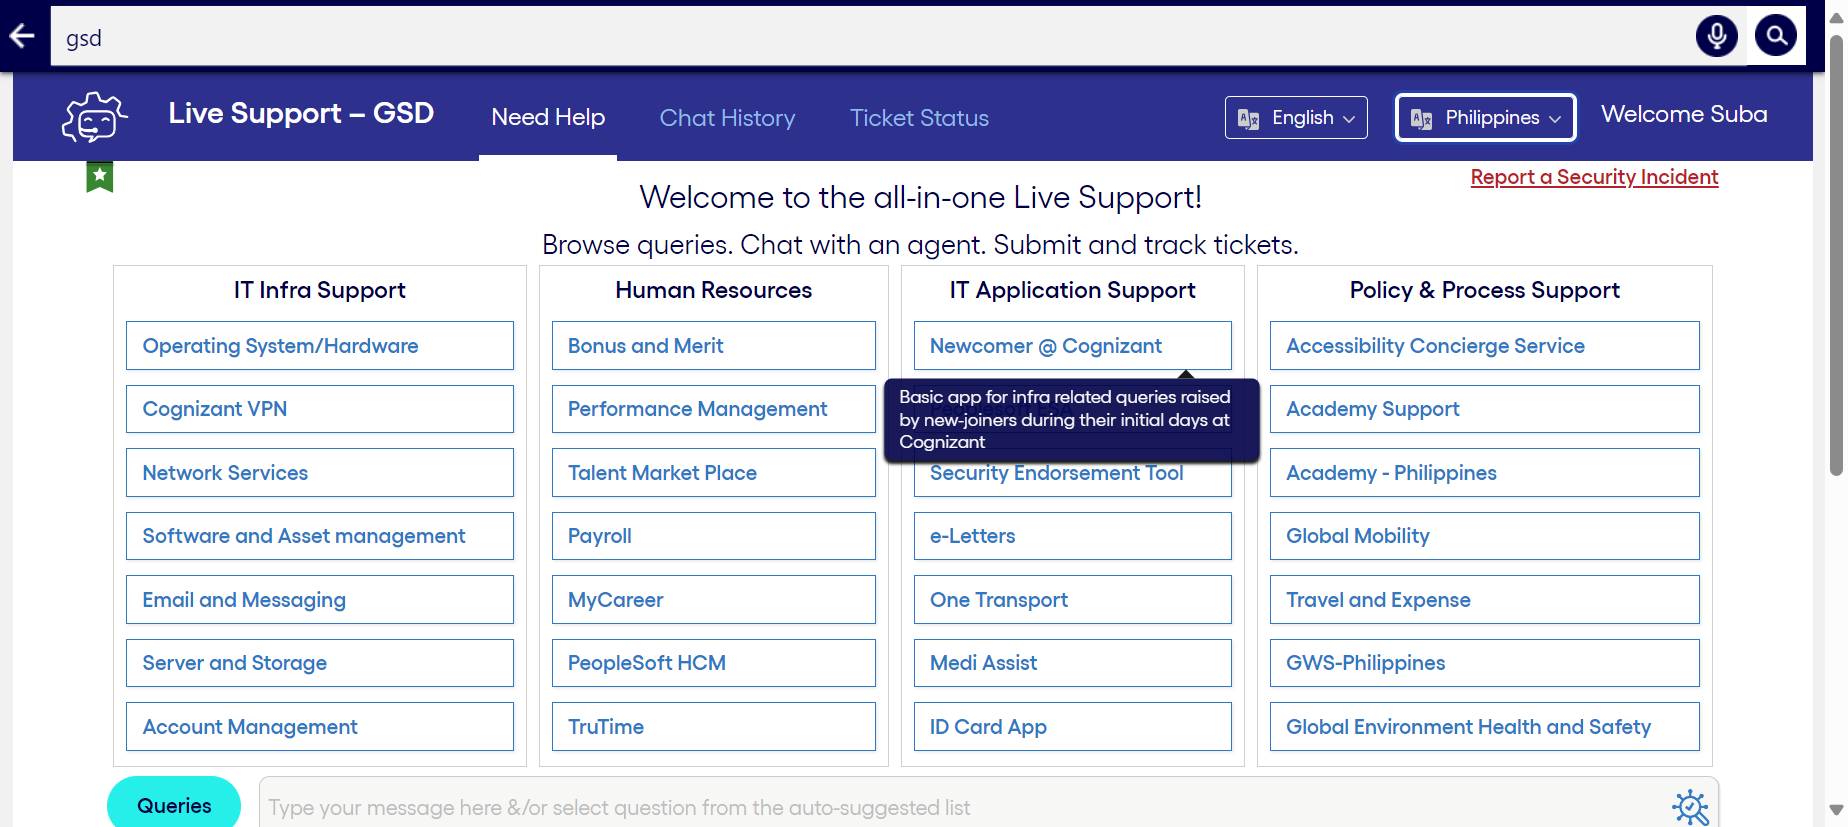 gsd
Live Support – GSD
Need Help
Chat History
Ticket Status
English
Philippines
Welcome Suba
Report a Security Incident
Welcome to the all-in-one Live Support!
Browse queries. Chat with an agent. Submit and track tickets.
IT Infra Support
Operating System/Hardware
Cognizant VPN
Network Services
Software and Asset management
Email and Messaging
Server and Storage
Account Management
Human Resources
Bonus and Merit
Performance Management
Talent Market Place
Payroll
MyCareer
PeopleSoft HCM
TruTime
IT Application Support
Newcomer @ Cognizant
Basic app for infra related queries raised
by new-joiners during their initial days at
Cognizant
Security Endorsement Tool
e-Letters
One Transport
Medi Assist
ID Card App
Policy & Process Support
Accessibility Concierge Service
Academy Support
Academy - Philippines
Global Mobility
Travel and Expense
GWS-Philippines
Global Environment Health and Safety
Queries
Type your message here &/or select question from the auto-suggested list